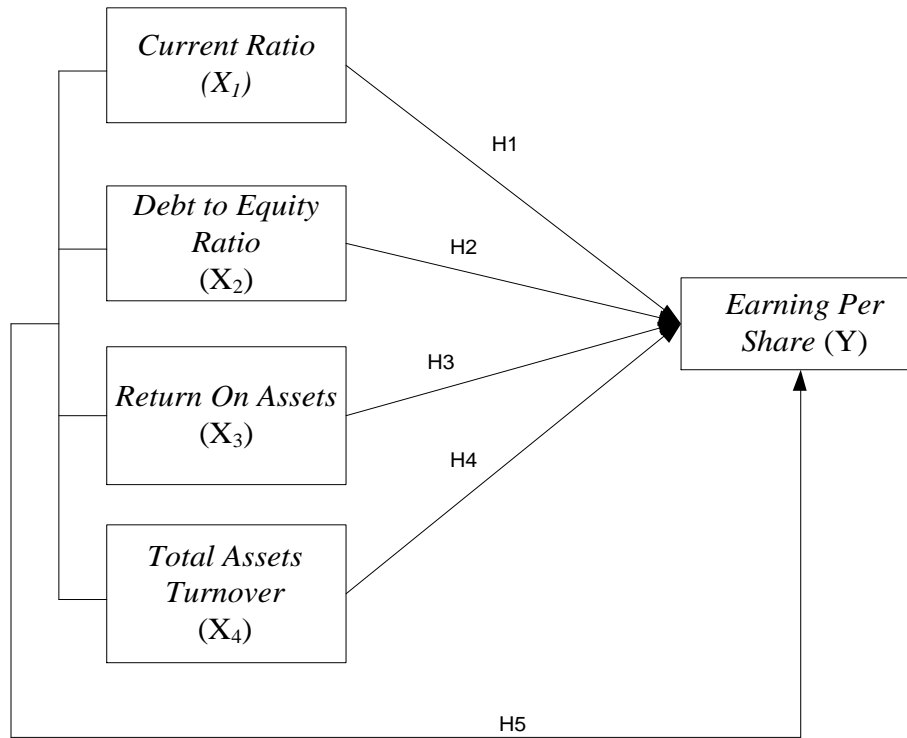 Current Ratio
(X₁)
H1
Debt to Equity
Ratio
(X₂)
H2
Earning Per
Share (Y)
Return On Assets
(X₃)
H3
H4
Total Assets
Turnover
(X₄)
H5